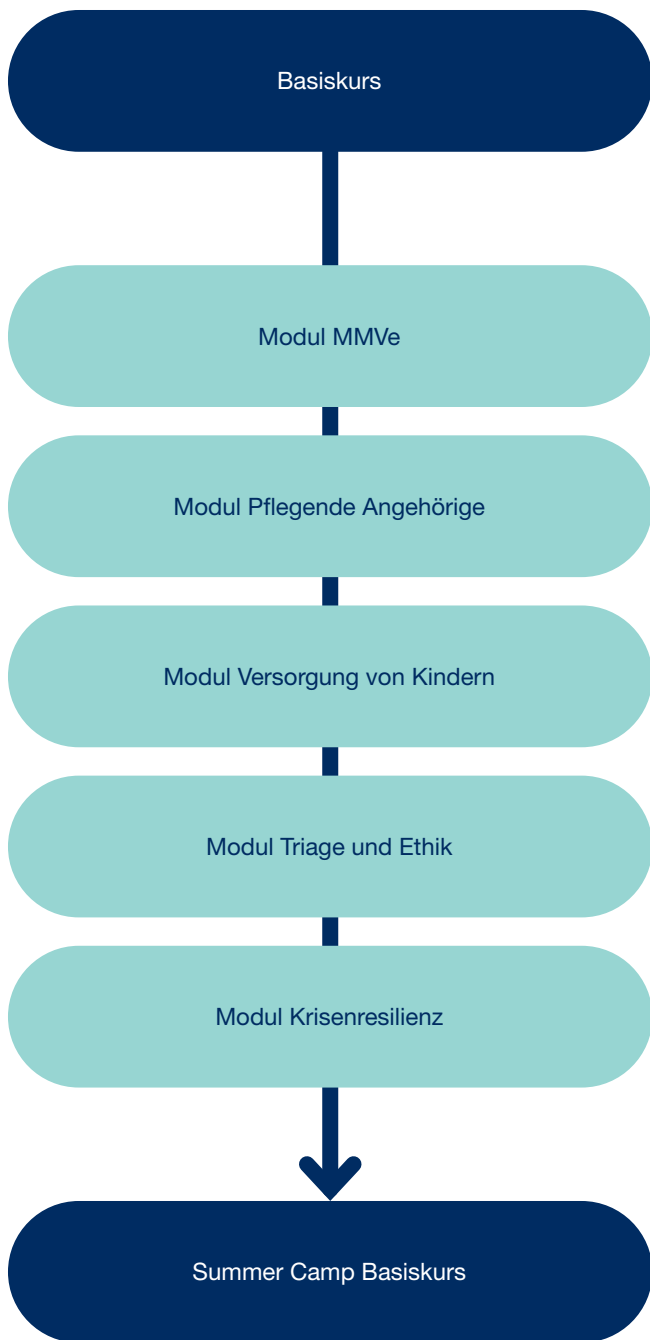 Basiskurs
Modul MMVe
Modul Pflegende Angehörige
Modul Versorgung von Kindern
Modul Triage und Ethik
Modul Krisenresilienz
Summer Camp Basiskurs